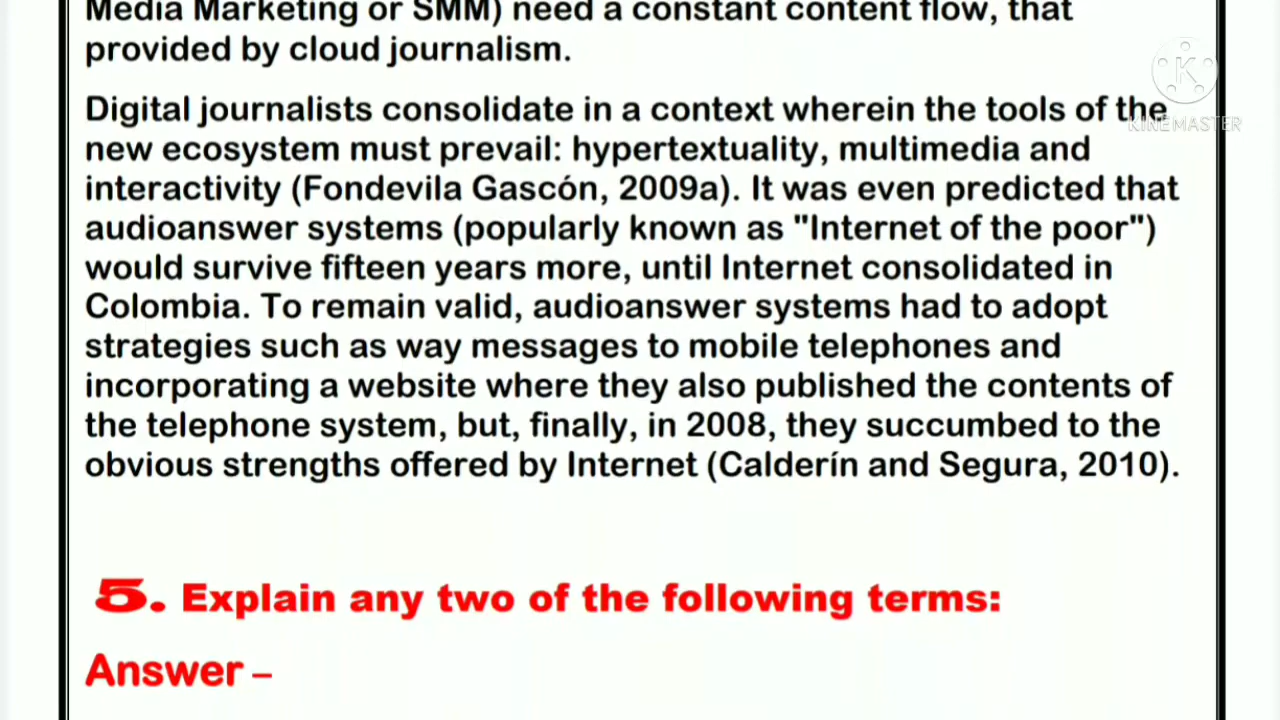 Media Marketing or SMM) need a constant content flow, that
provided by cloud journalism.
Digital journalists consolidate in a context wherein the tools of the
new ecosystem must prevail: hypertextuality, multimedia and
interactivity (Fondevila Gascón, 2009a). It was even predicted that
audioanswer systems (popularly known as "Internet of the poor")
would survive fifteen years more, until Internet consolidated in
Colombia. To remain valid, audioanswer systems had to adopt
strategies such as way messages to mobile telephones and
incorporating a website where they also published the contents of
the telephone system, but, finally, in 2008, they succumbed to the
obvious strengths offered by Internet (Calderín and Segura, 2010).
5. Explain any two of the following terms:
Answer –
K
KINEMASTER